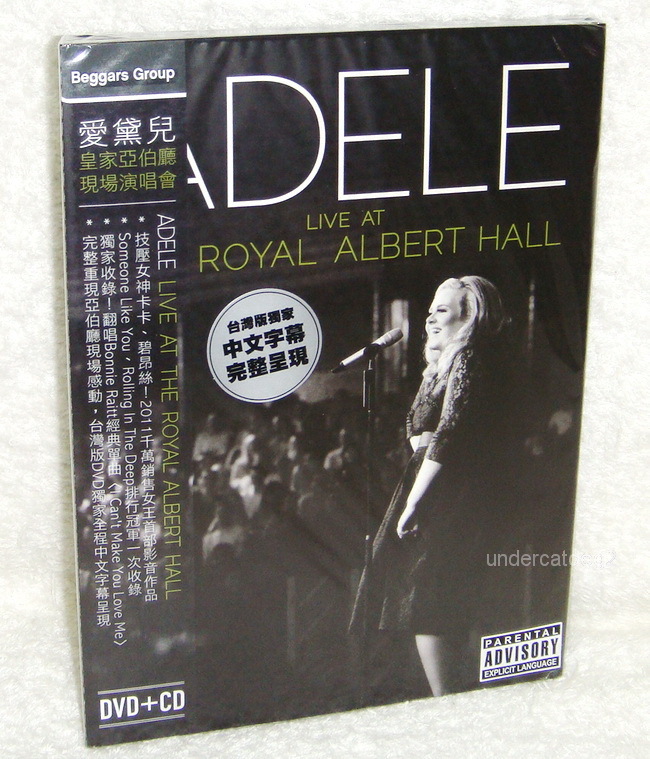 Beggars Group
愛黛兒
皇家亞伯廳
現場演唱會
ADELE LIVE AT THE ROYAL ALBERT HALL
* 技壓女神卡卡、碧昂絲！2011千萬銷售女王首部影音作品
* Someone Like You，Rolling In The Deep排行冠軍一次收錄
* 獨家收錄！翻唱Bonnie Raitt經典單曲〈I Can't Make You Love Me〉
* 完整重現亞伯廳現場感動，台灣版DVD獨家全程中文字幕呈現
DVD+CD
ADELE
LIVE AT
ROYAL ALBERT HALL
台灣版獨家
中文字幕
完整呈現
PARENTAL
ADVISORY
EXPLICIT LANGUAGE